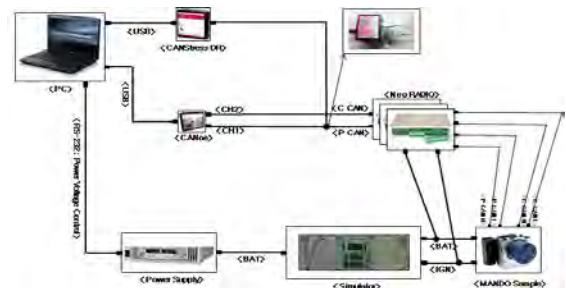 <USB>
<CANStress DR>
<PC>
<USB>
<CANoe>
<CH2>
<CH1>
<C CAN>
<P CAN>
<Neo RADIO>
<RS-232: Power Voltage Control>
<Power Supply>
<BAT>
<Simulator>
<BAT>
<IGN>
<MANDO Sample>